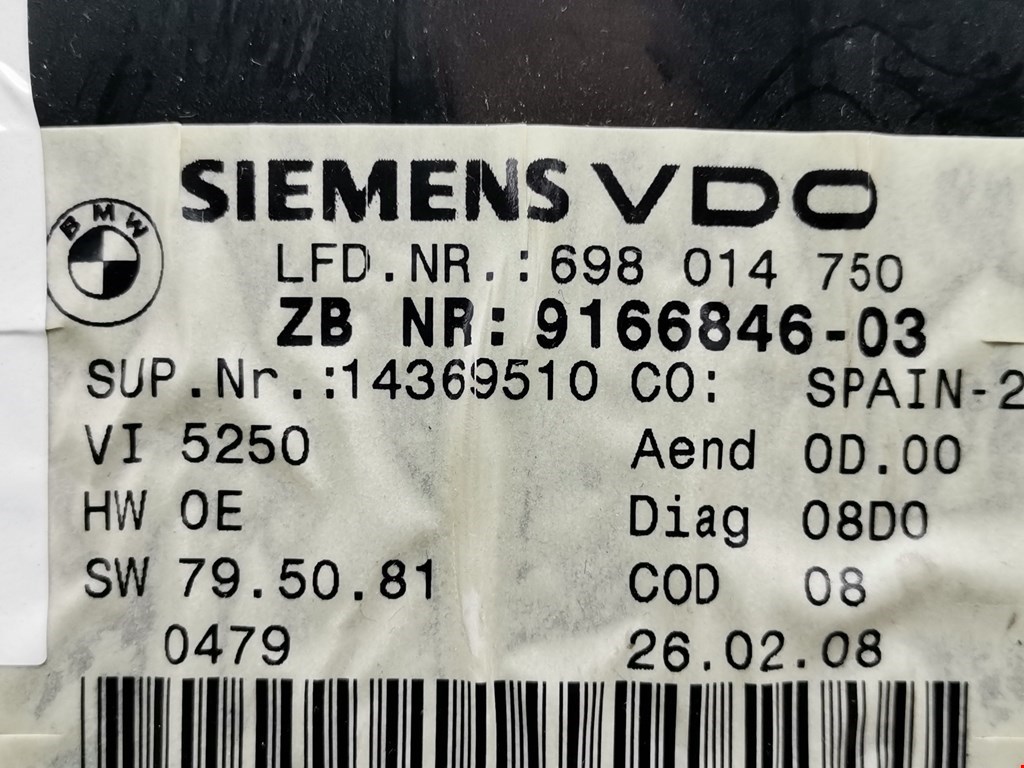 SIEMENS VDO
BMW
LFD.NR.:698 014 750
ZB NR:9166846-03
SUP.Nr.:14369510 CO: SPAIN-2
VI 5250 Aend 0D.00
HW 0E Diag 08D0
SW 79.50.81 COD 08
0479 26.02.08